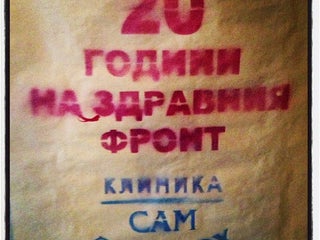 20
ГОДИНИ
НА ЗДРАВНИЯ
ФРОНТ
КЛИНИКА
САМ